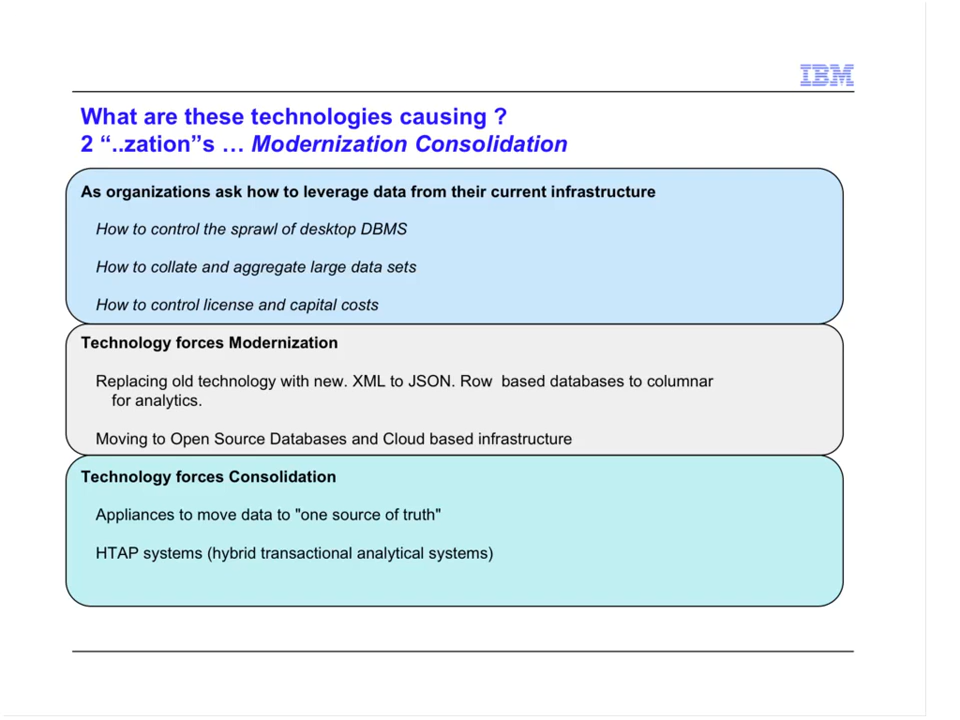 IBM
What are these technologies causing ?
2 “..zation”s … Modernization Consolidation
As organizations ask how to leverage data from their current infrastructure
How to control the sprawl of desktop DBMS
How to collate and aggregate large data sets
How to control license and capital costs
Technology forces Modernization
Replacing old technology with new. XML to JSON. Row  based databases to columnar
for analytics.
Moving to Open Source Databases and Cloud based infrastructure
Technology forces Consolidation
Appliances to move data to "one source of truth"
HTAP systems (hybrid transactional analytical systems)